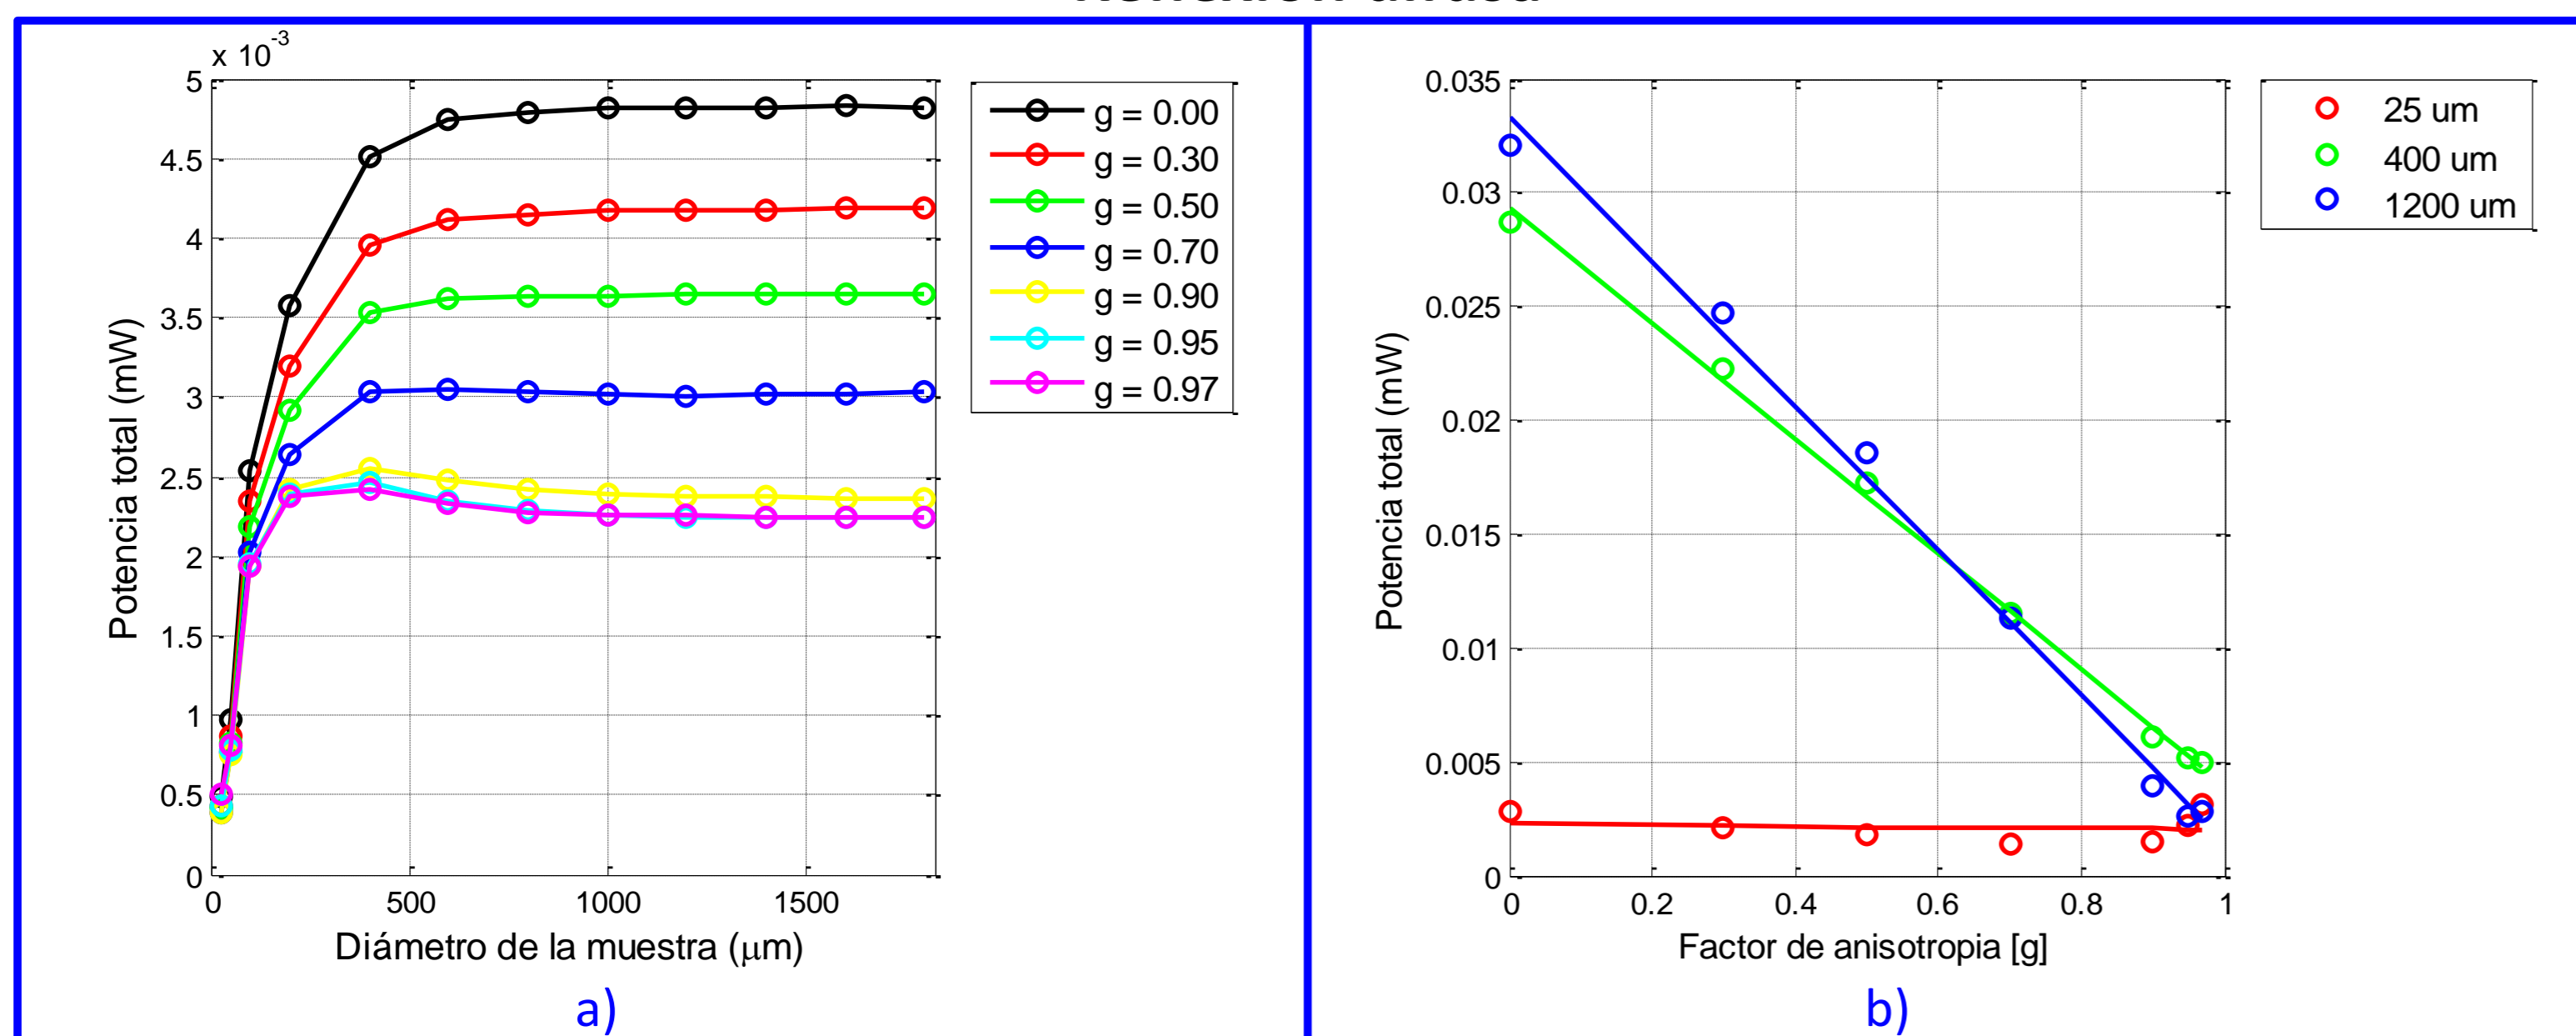 x 10^-3
5
4.5
4
3.5
3
2.5
2
1.5
1
0.5
0
0 500 1000 1500
Potencia total (mW)
Diámetro de la muestra (μm)
g = 0.00
g = 0.30
g = 0.50
g = 0.70
g = 0.90
g = 0.95
g = 0.97
a)
0.035
0.03
0.025
0.02
0.015
0.01
0.005
0
0 0.2 0.4 0.6 0.8 1
Potencia total (mW)
Factor de anisotropia [g]
25 um
400 um
1200 um
b)